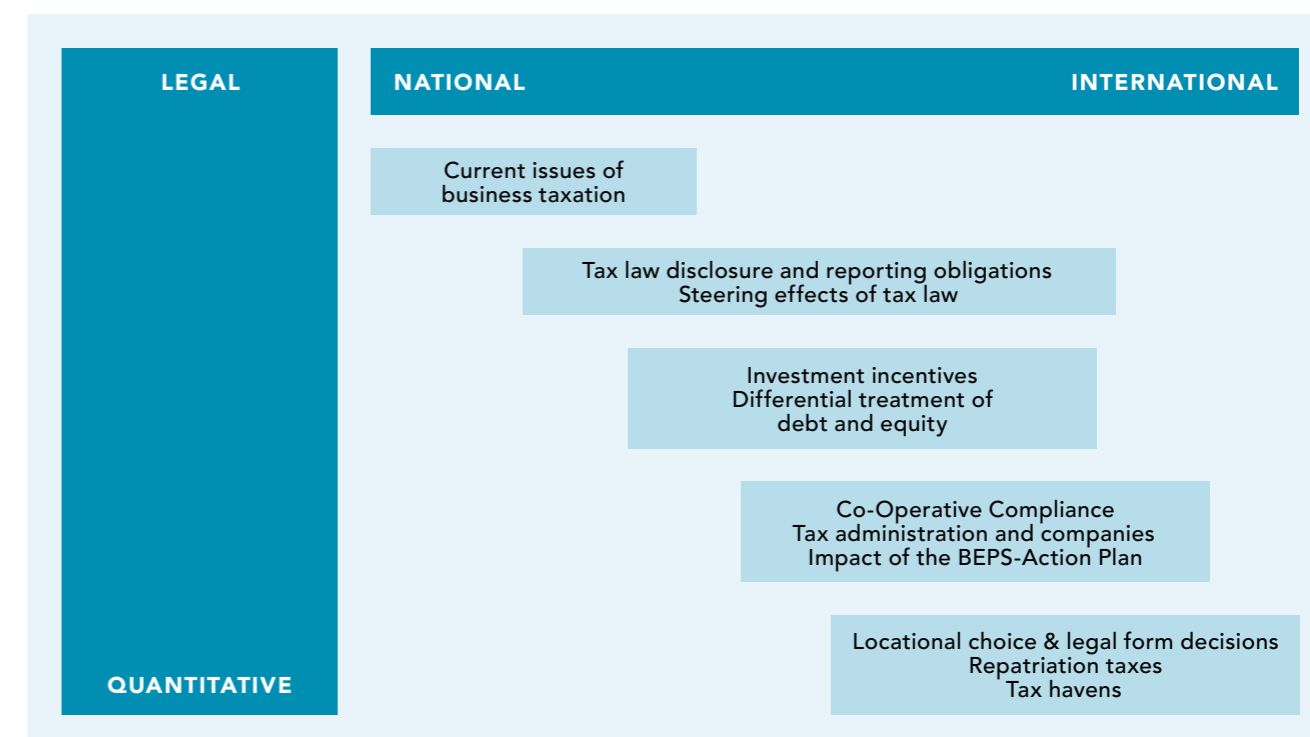 LEGAL
NATIONAL
INTERNATIONAL
Current issues of
business taxation
Tax law disclosure and reporting obligations
Steering effects of tax law
Investment incentives
Differential treatment of
debt and equity
Co-Operative Compliance
Tax administration and companies
Impact of the BEPS-Action Plan
Locational choice & legal form decisions
Repatriation taxes
Tax havens
QUANTITATIVE